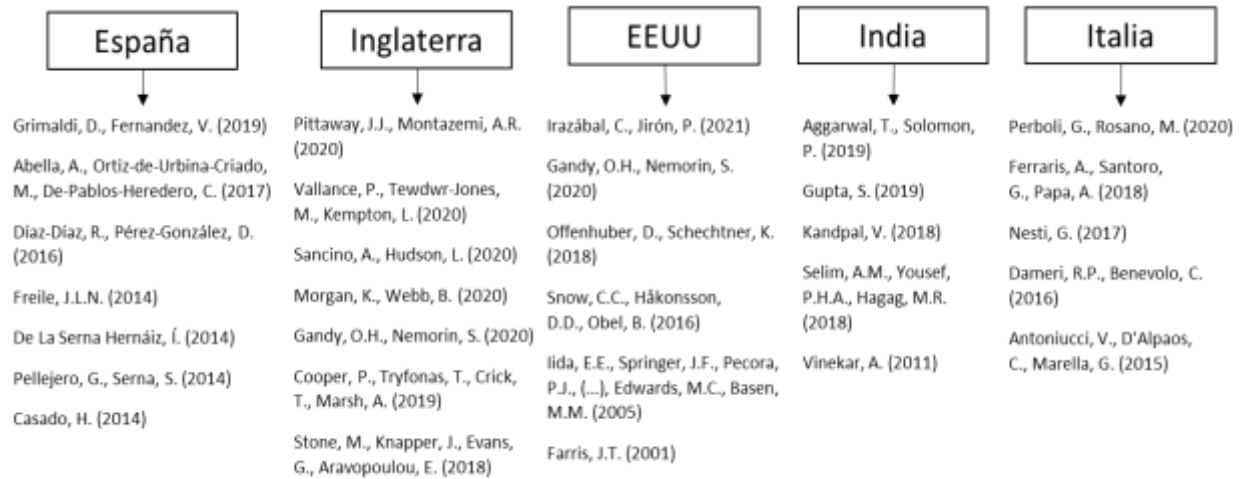 España
Grimaldi, D., Fernandez, V. (2019)
Abella, A., Ortiz-de-Urbina-Criado,
M., De-Pablos-Heredero, C. (2017)
Díaz-Díaz, R., Pérez-González, D.
(2016)
Freile, J.L.N. (2014)
De La Serna Hernáiz, Í. (2014)
Pellejero, G., Serna, S. (2014)
Casado, H. (2014)
Inglaterra
Pittaway, J.J., Montazemi, A.R.
(2020)
Vallance, P., Tewdwr-Jones,
M., Kempton, L. (2020)
Sancino, A., Hudson, L. (2020)
Morgan, K., Webb, B. (2020)
Gandy, O.H., Nemorin, S. (2020)
Cooper, P., Tryfonas, T., Crick,
T., Marsh, A. (2019)
Stone, M., Knapper, J., Evans,
G., Aravopoulou, E. (2018)
EEUU
Irazábal, C., Jirón, P. (2021)
Gandy, O.H., Nemorin, S.
(2020)
Offenhuber, D., Schechtner, K.
(2018)
Snow, C.C., Håkonsson,
D.D., Obel, B. (2016)
Iida, E.E., Springer, J.F., Pecora,
P.J., (...), Edwards, M.C., Basen,
M.M. (2005)
Farris, J.T. (2001)
India
Aggarwal, T., Solomon,
P. (2019)
Gupta, S. (2019)
Kandpal, V. (2018)
Selim, A.M., Yousef,
P.H.A., Hagag, M.R.
(2018)
Vinekar, A. (2011)
Italia
Perboli, G., Rosano, M. (2020)
Ferraris, A., Santoro,
G., Papa, A. (2018)
Nesti, G. (2017)
Dameri, R.P., Benevolo, C.
(2016)
Antoniucci, V., D'Alpaos,
C., Marella, G. (2015)